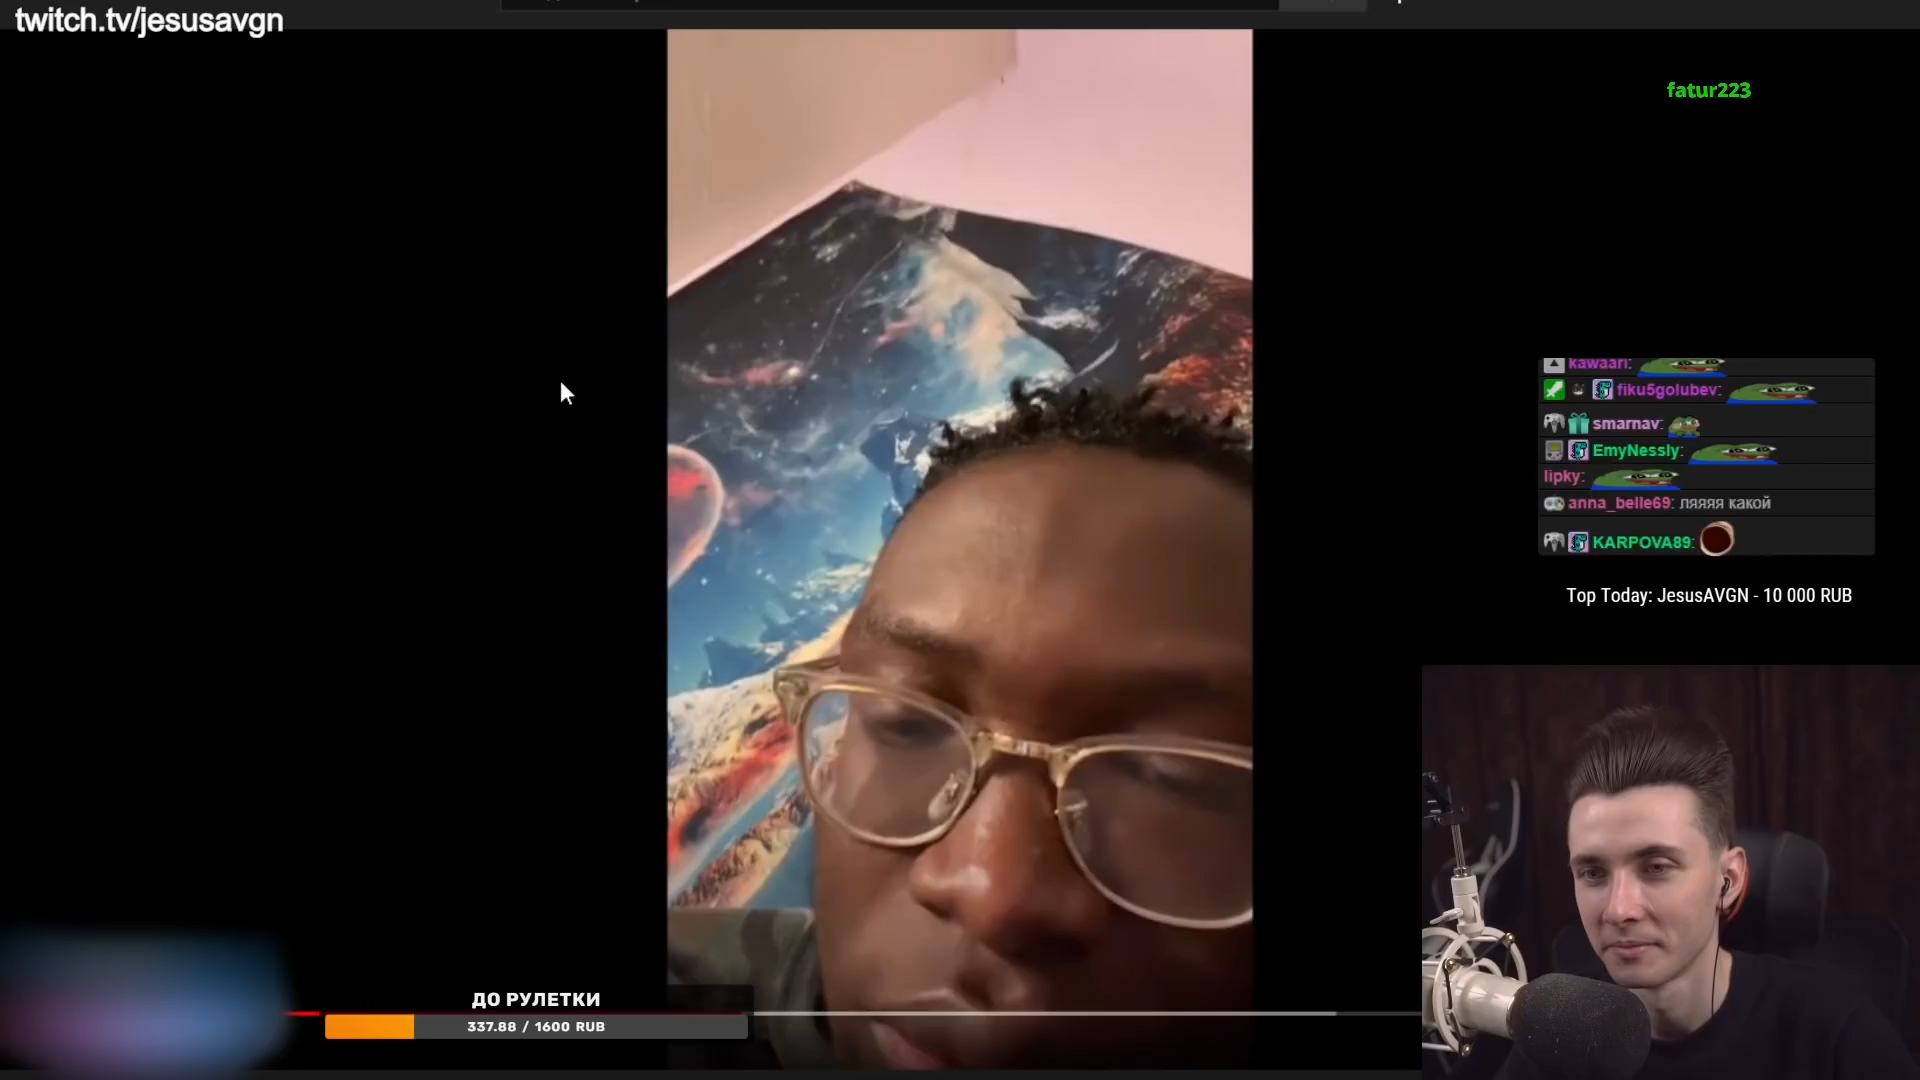 twitch.tv/jesusavgn
fatur223
kawaari:
fiku5golubev:
smarnav:
EmyNessly:
lipky:
anna_belle69: ляяяя какой
KARPOVA89:
Top Today: JesusAVGN - 10 000 RUB
ДО РУЛЕТКИ
337.88 / 1600 RUB